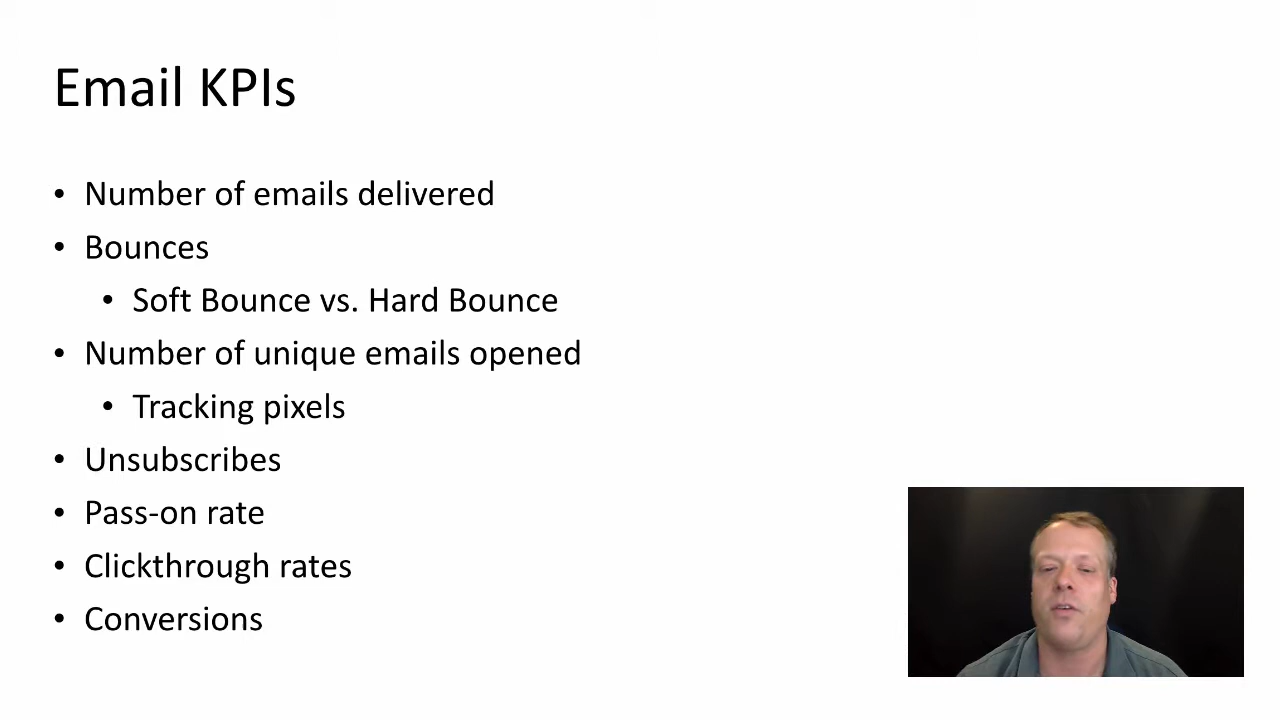 Email KPIs
• Number of emails delivered
• Bounces
• Soft Bounce vs. Hard Bounce
• Number of unique emails opened
• Tracking pixels
• Unsubscribes
• Pass-on rate
• Clickthrough rates
• Conversions